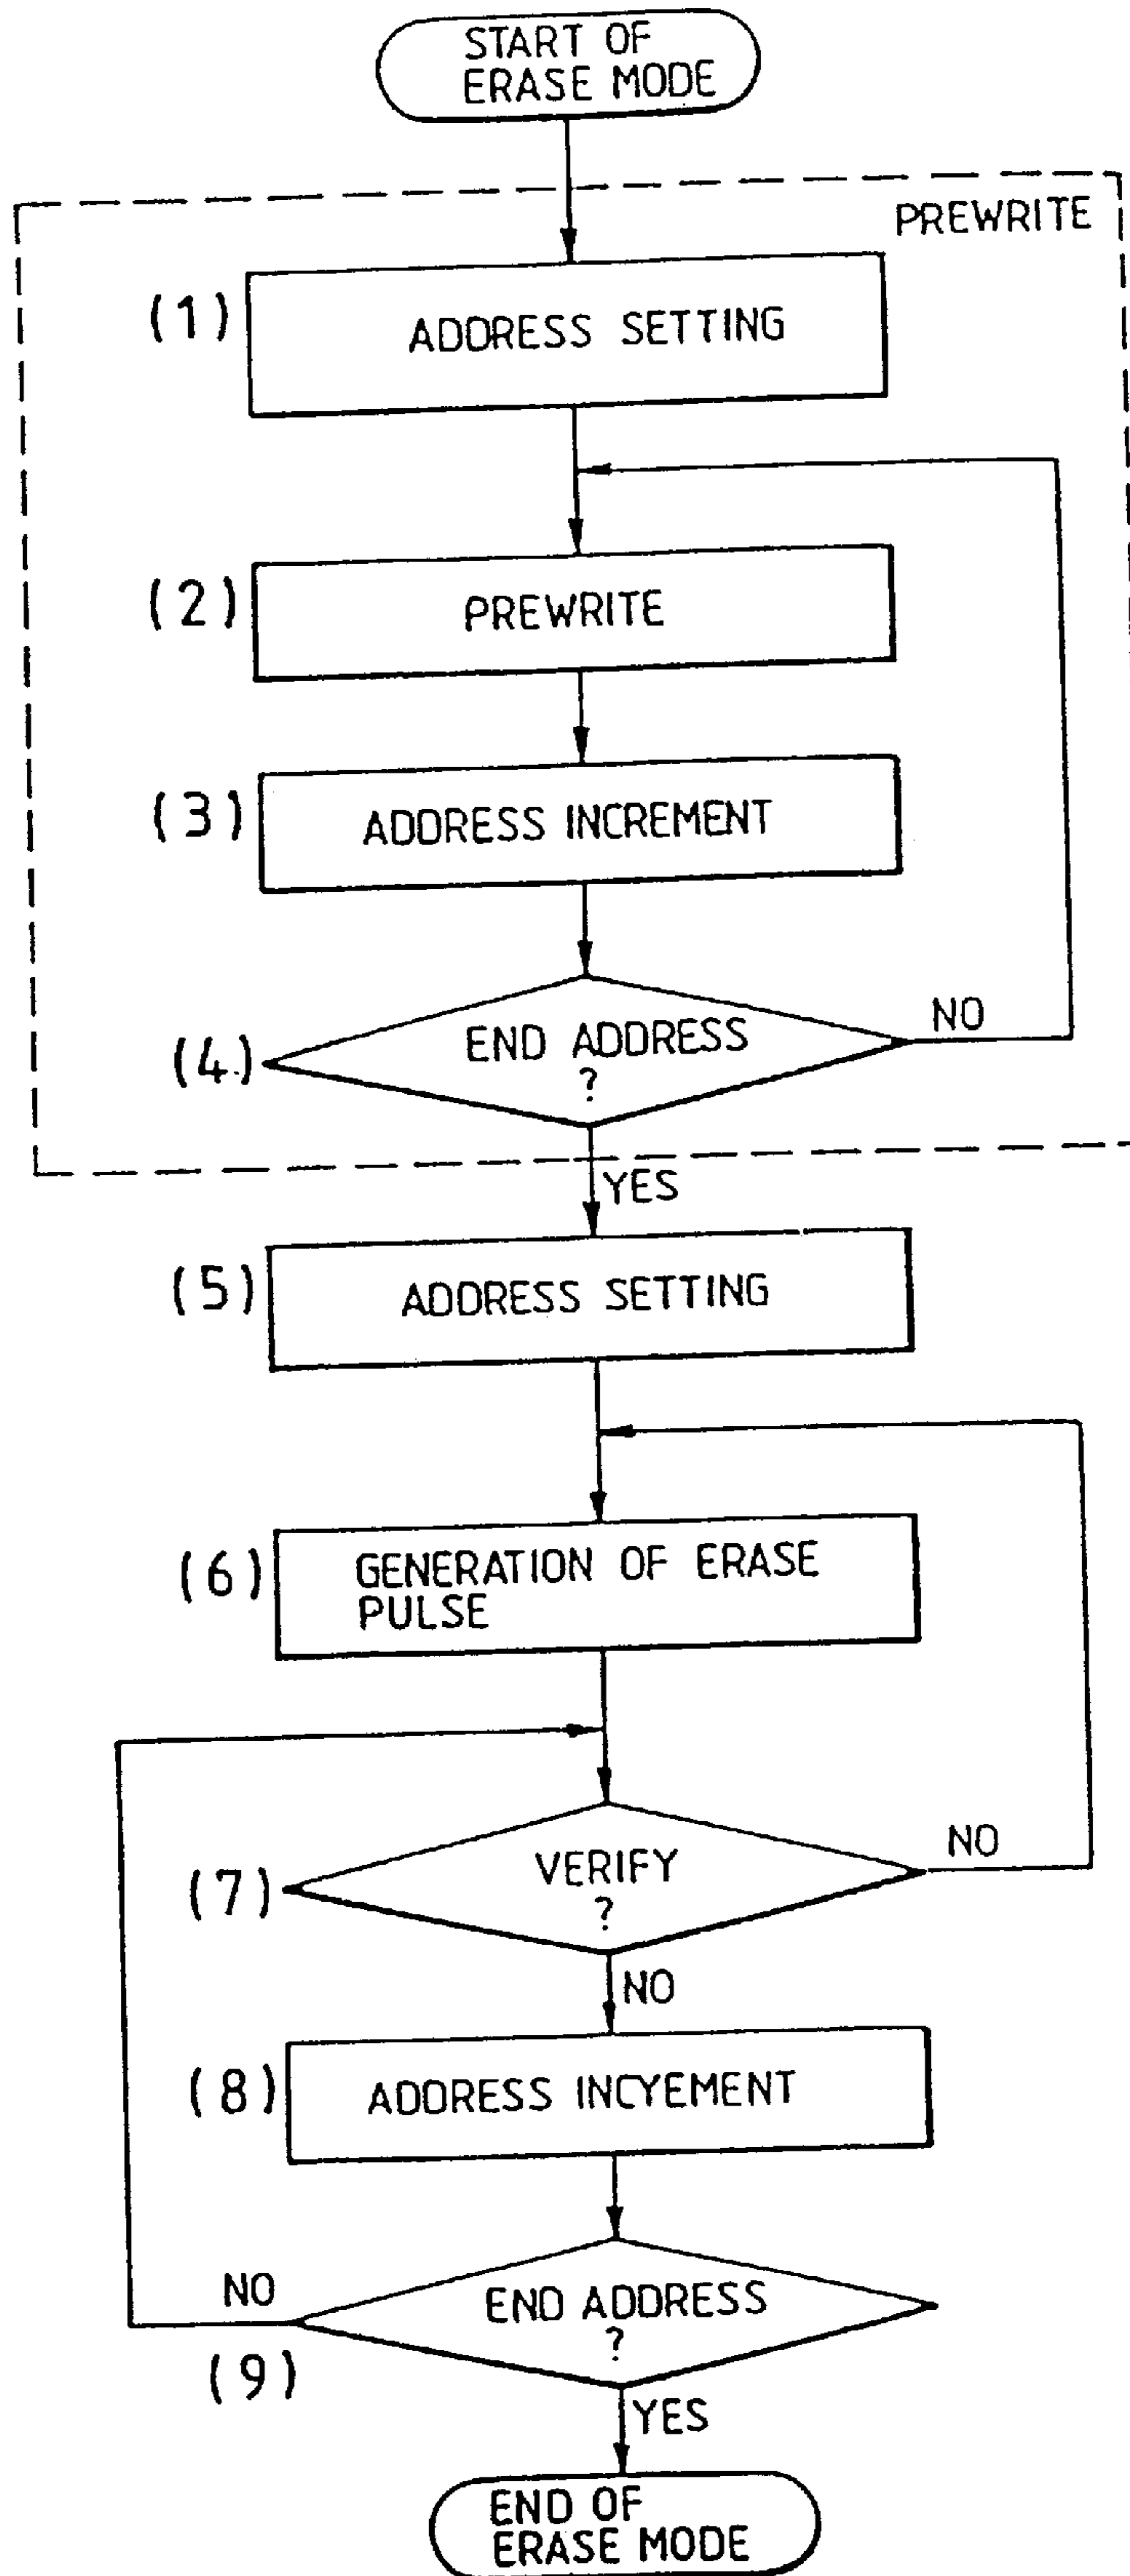 START OF
ERASE MODE
PREWRITE
(1)
ADDRESS SETTING
(2)
PREWRITE
(3)
ADDRESS INCREMENT
(4)
END ADDRESS
?
NO
YES
(5)
ADDRESS SETTING
(6)
GENERATION OF ERASE
PULSE
(7)
VERIFY
?
NO
NO
(8)
ADDRESS INCYEMENT
NO
END ADDRESS
?
(9)
YES
END OF
ERASE MODE